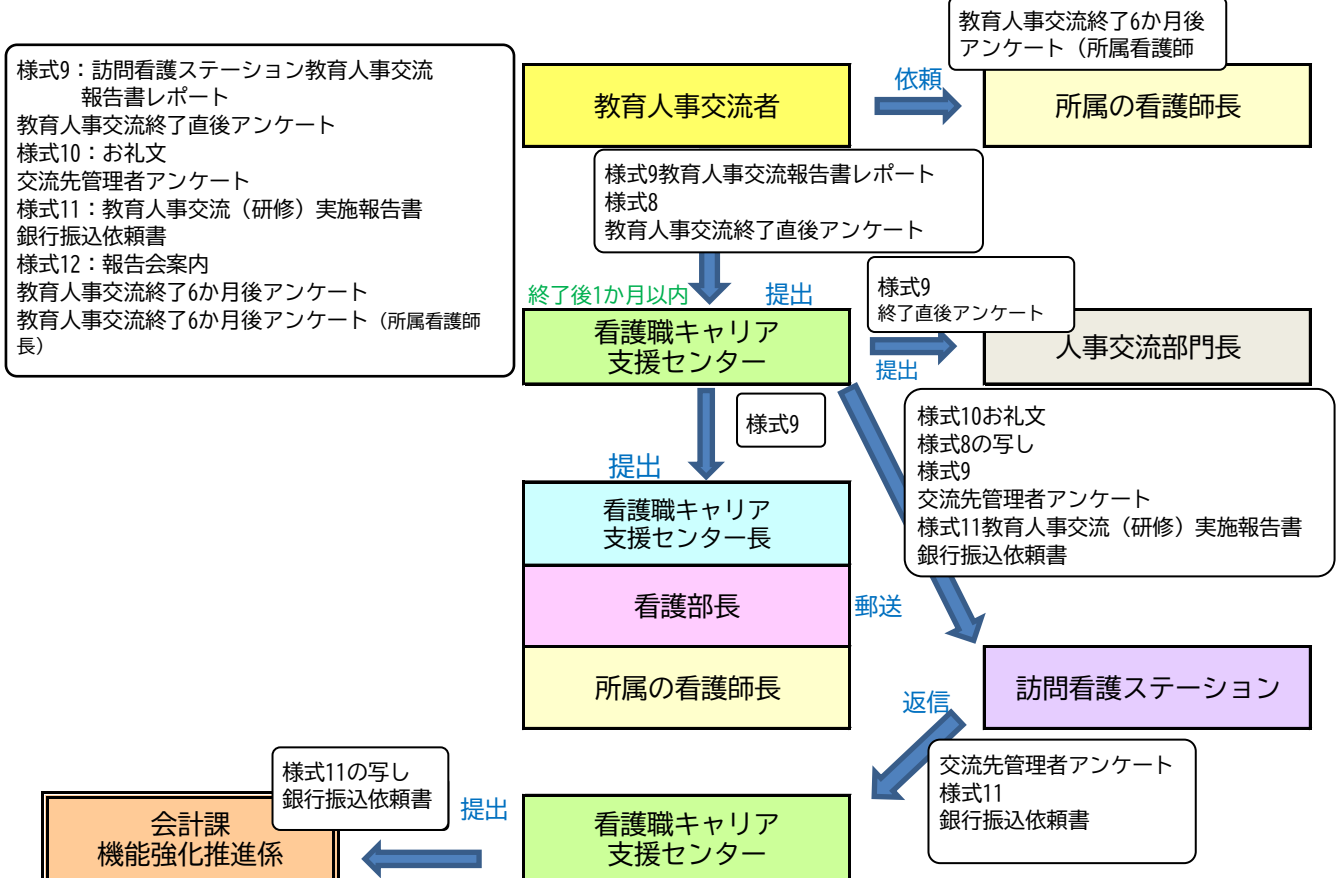 教育人事交流終了6か月後
アンケート（所属看護師
様式9：訪問看護ステーション教育人事交流
報告書レポート
教育人事交流終了直後アンケート
様式10：お礼文
交流先管理者アンケート
様式11：教育人事交流（研修）実施報告書
銀行振込依頼書
様式12：報告会案内
教育人事交流終了6か月後アンケート
教育人事交流終了6か月後アンケート（所属看護師
長）
教育人事交流者
依頼
所属の看護師長
様式9教育人事交流報告書レポート
様式8
教育人事交流終了直後アンケート
終了後1か月以内
提出
様式9
終了直後アンケート
看護職キャリア
支援センター
提出
人事交流部門長
様式9
提出
様式10お礼文
様式8の写し
様式9
交流先管理者アンケート
様式11教育人事交流（研修）実施報告書
銀行振込依頼書
看護職キャリア
支援センター長
看護部長
郵送
所属の看護師長
訪問看護ステーション
返信
交流先管理者アンケート
様式11
銀行振込依頼書
様式11の写し
銀行振込依頼書
提出
会計課
機能強化推進係
看護職キャリア
支援センター